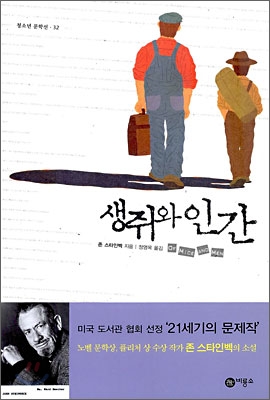 청소년 문학선 · 32
생쥐와 인간
존 스타인벡 지음 | 정영목 옮김
OF MICE AND MEN
미국 도서관 협회 선정 '21세기의 문제작'
노벨 문학상, 퓰리처 상 수상 작가 존 스타인벡의 소설
JOHN STEINBECK
비룡소